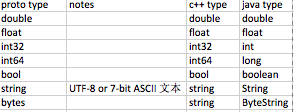 proto type notes c++ type java type
double double double
float float float
int32 int32 int
int64 int64 long
bool bool boolean
string UTF-8 or 7-bit ASCII 文本 string String
bytes string ByteString